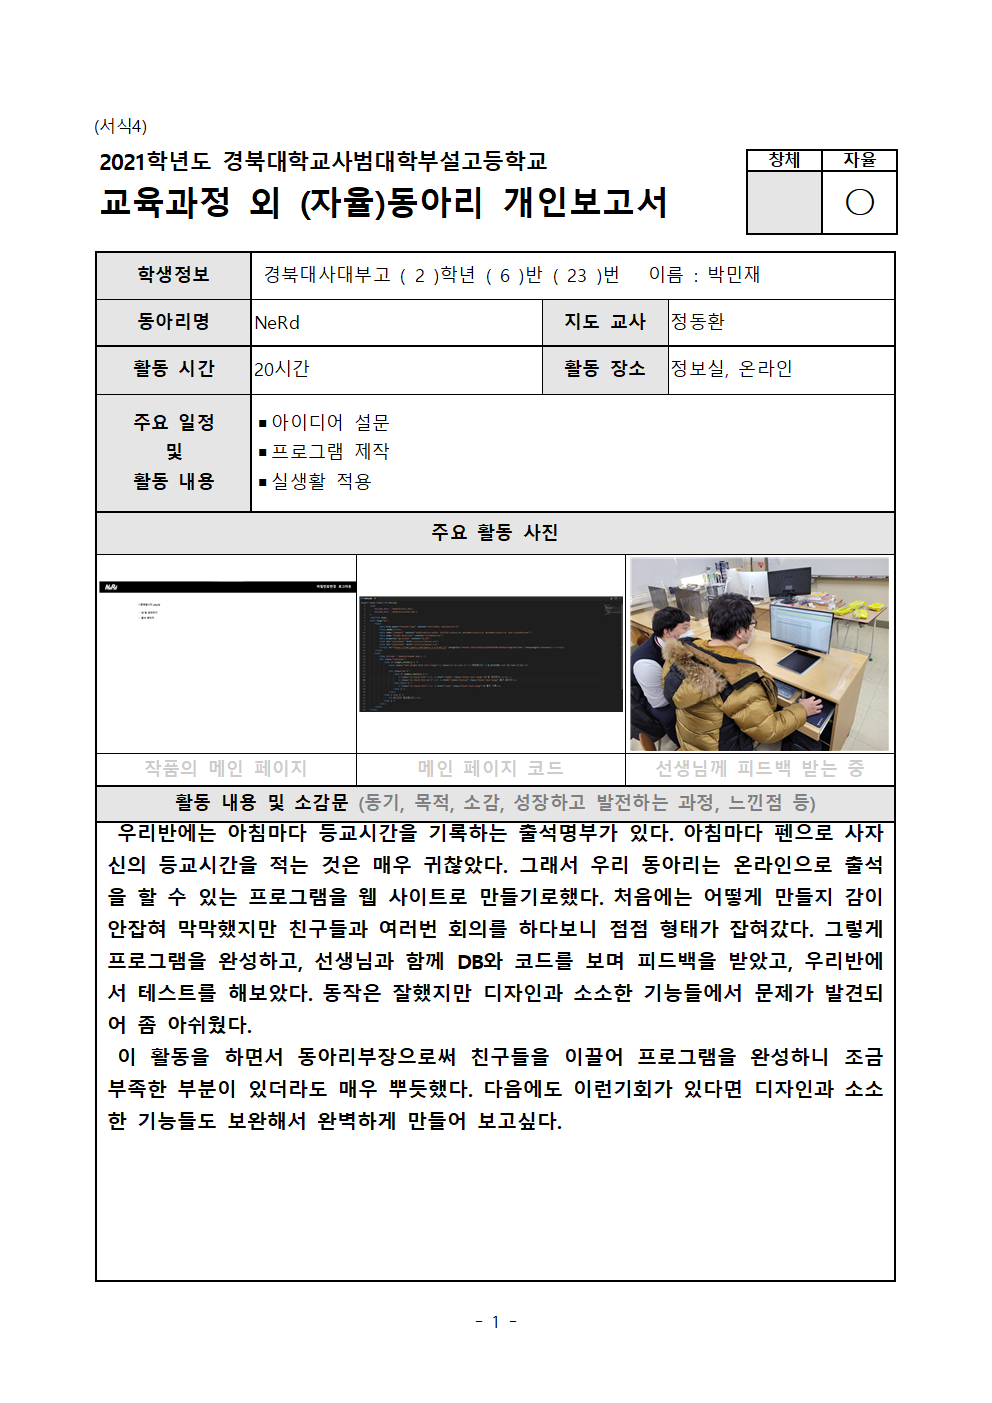 (서식4)
2021학년도 경북대학교사범대학부설고등학교
교육과정 외 (자율)동아리 개인보고서
창체 자율
○
학생정보 경북대사대부고 ( 2 )학년 ( 6 )반 ( 23 )번 이름 : 박민재
동아리명 NeRd 지도 교사 정동환
활동 시간 20시간 활동 장소 정보실, 온라인
주요 일정
및
활동 내용
■ 아이디어 설문
■ 프로그램 제작
■ 실생활 적용
주요 활동 사진
NeRd
작품의 메인 페이지 메인 페이지 코드 선생님께 피드백 받는 중
활동 내용 및 소감문 (동기, 목적, 소감, 성장하고 발전하는 과정, 느낀점 등)
우리반에는 아침마다 등교시간을 기록하는 출석명부가 있다. 아침마다 펜으로 사자
신의 등교시간을 적는 것은 매우 귀찮았다. 그래서 우리 동아리는 온라인으로 출석
을 할 수 있는 프로그램을 웹 사이트로 만들기로했다. 처음에는 어떻게 만들지 감이
안잡혀 막막했지만 친구들과 여러번 회의를 하다보니 점점 형태가 잡혀갔다. 그렇게
프로그램을 완성하고, 선생님과 함께 DB와 코드를 보며 피드백을 받았고, 우리반에
서 테스트를 해보았다. 동작은 잘했지만 디자인과 소소한 기능들에서 문제가 발견되
어 좀 아쉬웠다.
이 활동을 하면서 동아리부장으로써 친구들을 이끌어 프로그램을 완성하니 조금
부족한 부분이 있더라도 매우 뿌듯했다. 다음에도 이런기회가 있다면 디자인과 소소
한 기능들도 보완해서 완벽하게 만들어 보고싶다.
- 1 -